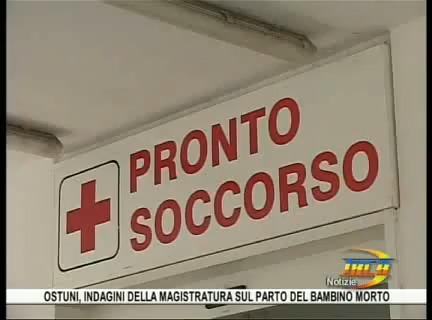 PRONTO
SOCCORSO
Notizie
OSTUNI, INDAGINI DELLA MAGISTRATURA SUL PARTO DEL BAMBINO MORTO